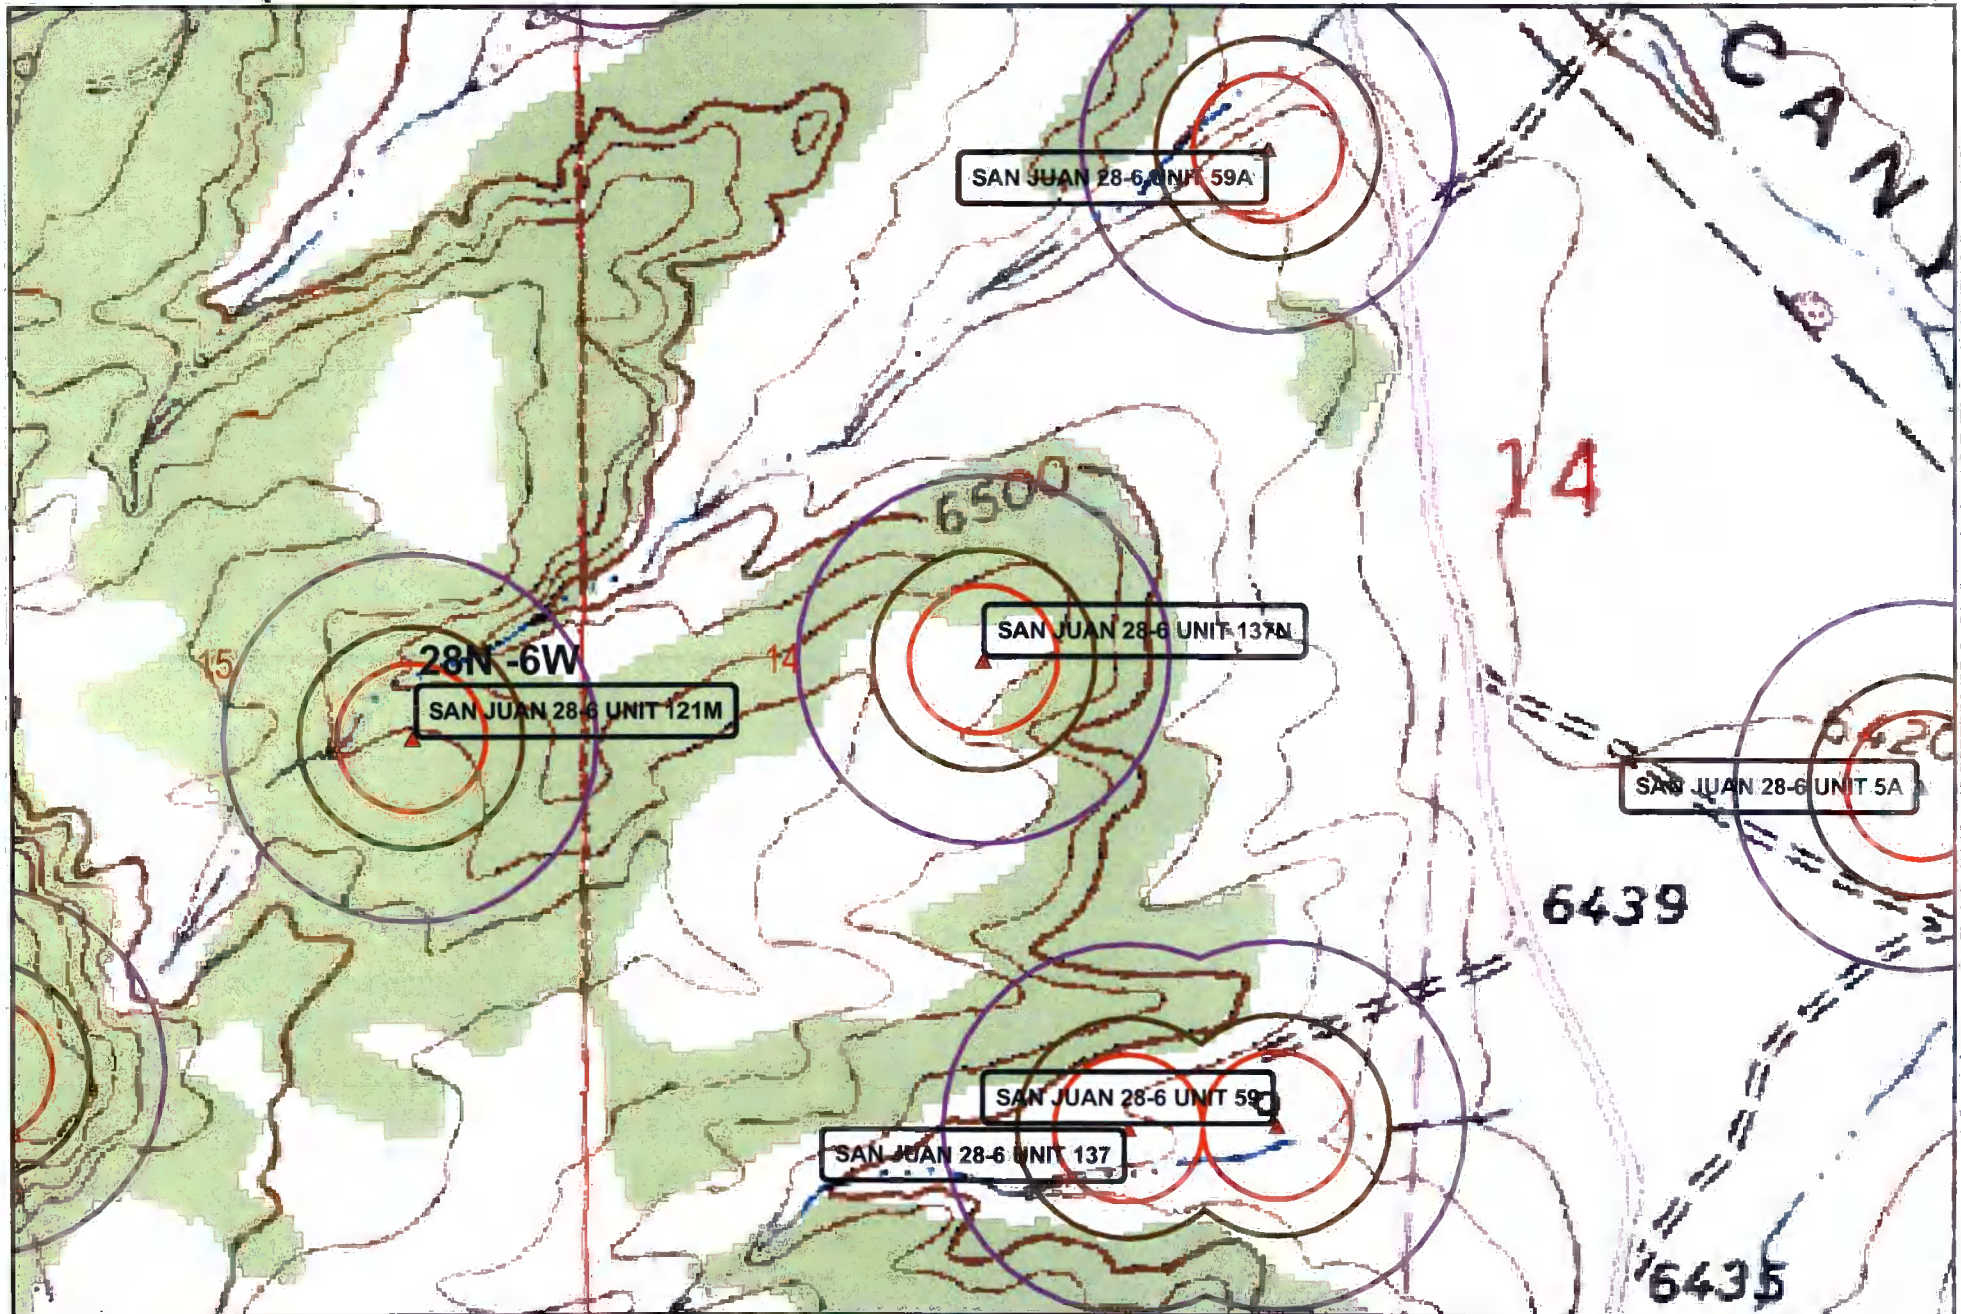 CAN
SAN JUAN 28-6 UNIT 59A
14
6500
SAN JUAN 28-6 UNIT 137N
15
28N -6W
14
SAN JUAN 28-6 UNIT 121M
6420
SAN JUAN 28-6 UNIT 5A
6439
SAN JUAN 28-6 UNIT 59
SAN JUAN 28-6 UNIT 137
6435